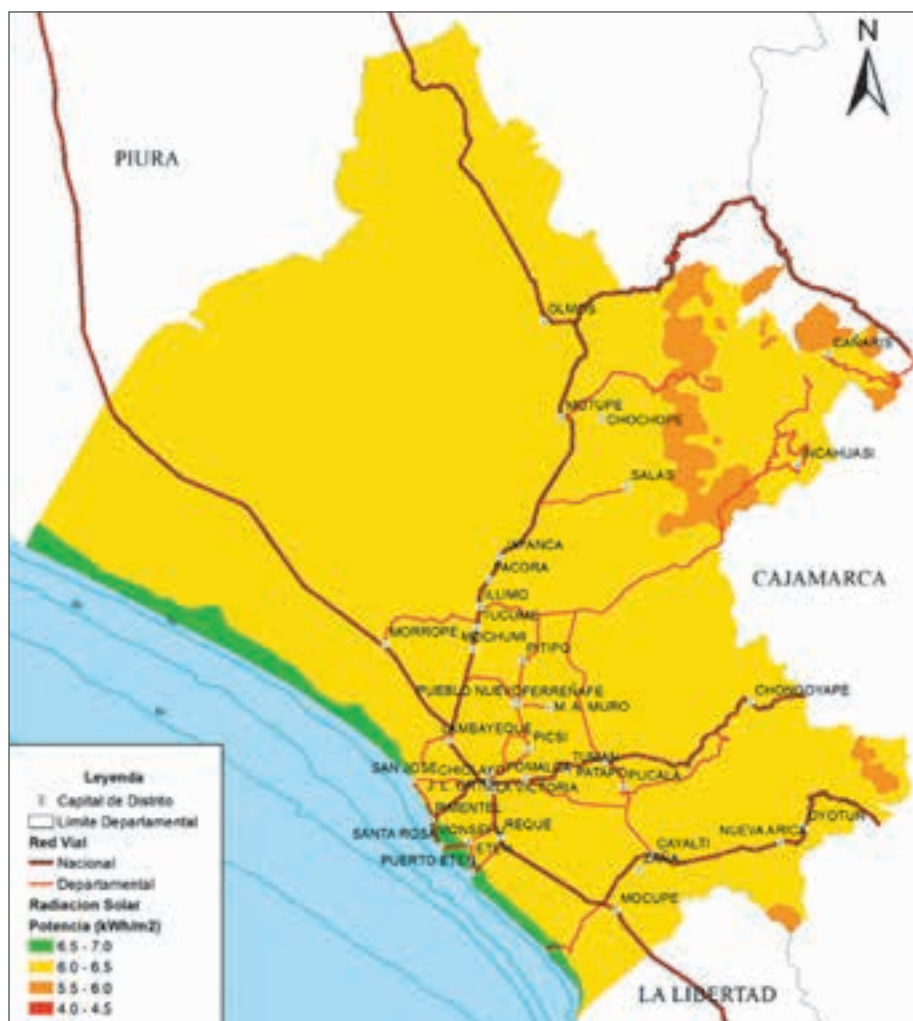 N
PIURA
OLMOS
CAÑARIS
MOTUPE
CHOCHOPE
INCAHUASI
SALAS
JAYANCA
PACORA
CAJAMARCA
ILLIMO
TUCUME
MORROPE
MOCHUMI
PITIPO
PUEBLO NUEVO
FERREÑAFE
CHONGOYAPE
M. A. MURO
LAMBAYEQUE
PICSI
TUMAN
SAN JOSE
CHICLAYO
POMALCA
PATAPO
PUCALA
J. L. ORTIZ
LA VICTORIA
PIMENTEL
OYOTUN
SANTA ROSA
MONSEFU
REQUE
NUEVA ARICA
ETEN
CAYALTI
PUERTO ETEN
ZAÑA
MOCUPE
LA LIBERTAD
Leyenda
Capital de Distrito
Límite Departamental
Red Vial
Nacional
Departamental
Radiacion Solar
Potencia (kWh/m2)
6.5 - 7.0
6.0 - 6.5
5.5 - 6.0
4.0 - 4.5